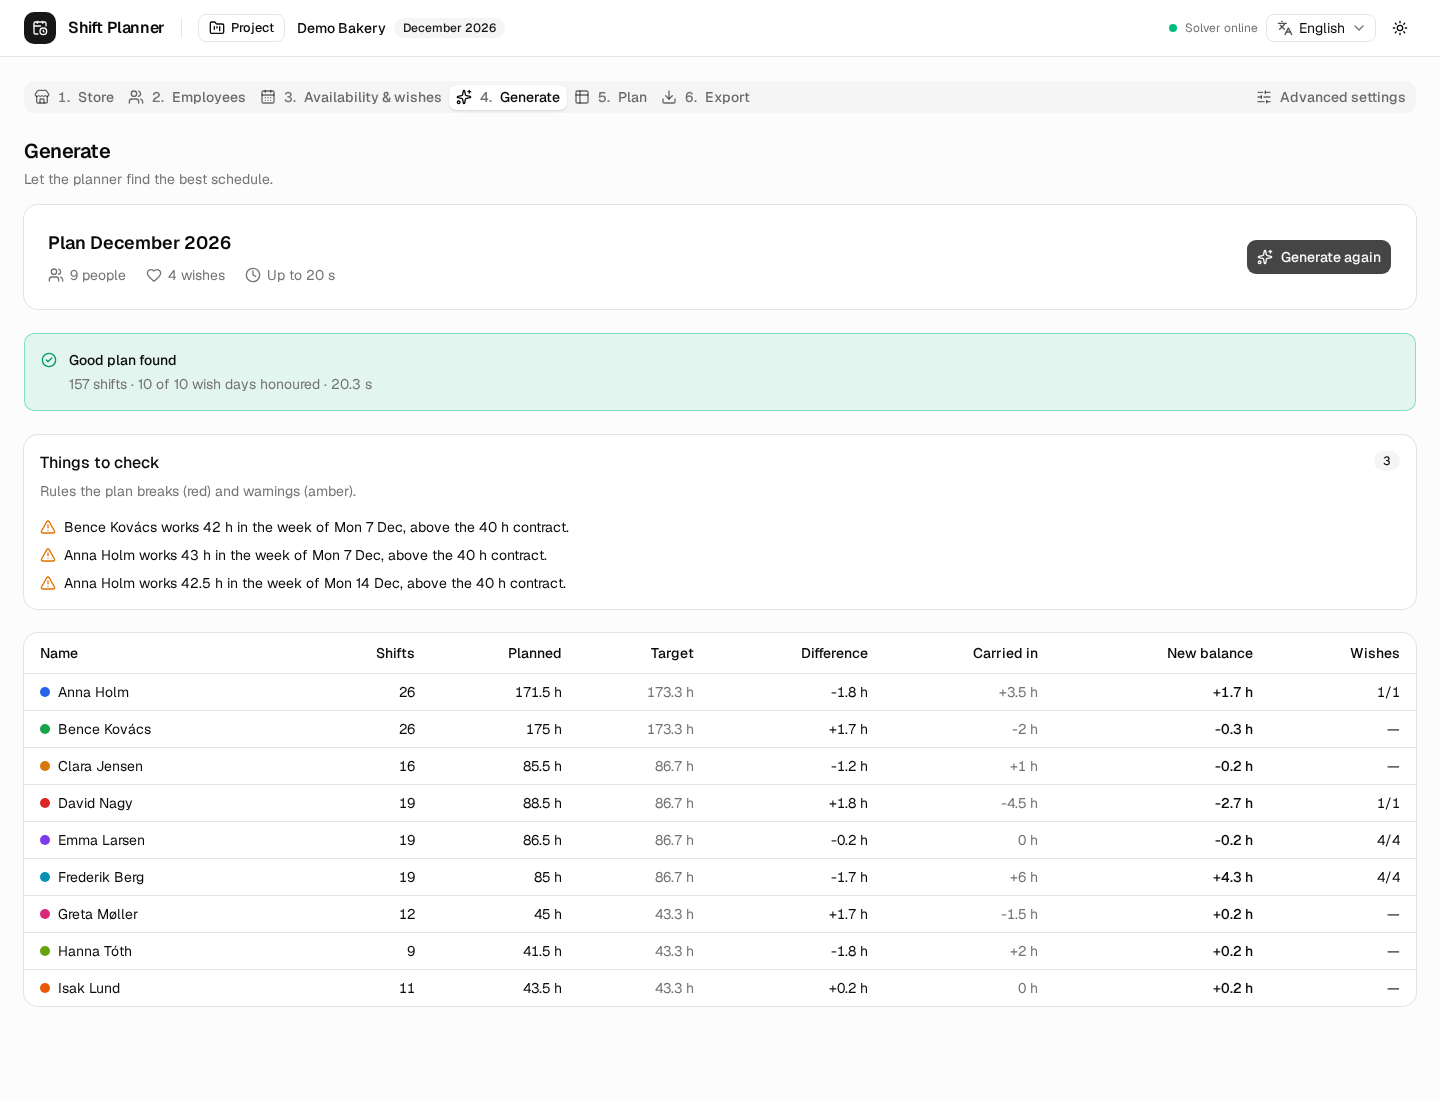 Shift Planner Project Demo Bakery December 2026 Solver online English
1. Store 2. Employees 3. Availability & wishes 4. Generate 5. Plan 6. Export Advanced settings
Generate
Let the planner find the best schedule.
Plan December 2026
9 people 4 wishes Up to 20 s
Generate again
Good plan found
157 shifts · 10 of 10 wish days honoured · 20.3 s
Things to check 3
Rules the plan breaks (red) and warnings (amber).
Bence Kovács works 42 h in the week of Mon 7 Dec, above the 40 h contract.
Anna Holm works 43 h in the week of Mon 7 Dec, above the 40 h contract.
Anna Holm works 42.5 h in the week of Mon 14 Dec, above the 40 h contract.
Name Shifts Planned Target Difference Carried in New balance Wishes
Anna Holm 26 171.5 h 173.3 h -1.8 h +3.5 h +1.7 h 1/1
Bence Kovács 26 175 h 173.3 h +1.7 h -2 h -0.3 h —
Clara Jensen 16 85.5 h 86.7 h -1.2 h +1 h -0.2 h —
David Nagy 19 88.5 h 86.7 h +1.8 h -4.5 h -2.7 h 1/1
Emma Larsen 19 86.5 h 86.7 h -0.2 h 0 h -0.2 h 4/4
Frederik Berg 19 85 h 86.7 h -1.7 h +6 h +4.3 h 4/4
Greta Møller 12 45 h 43.3 h +1.7 h -1.5 h +0.2 h —
Hanna Tóth 9 41.5 h 43.3 h -1.8 h +2 h +0.2 h —
Isak Lund 11 43.5 h 43.3 h +0.2 h 0 h +0.2 h —